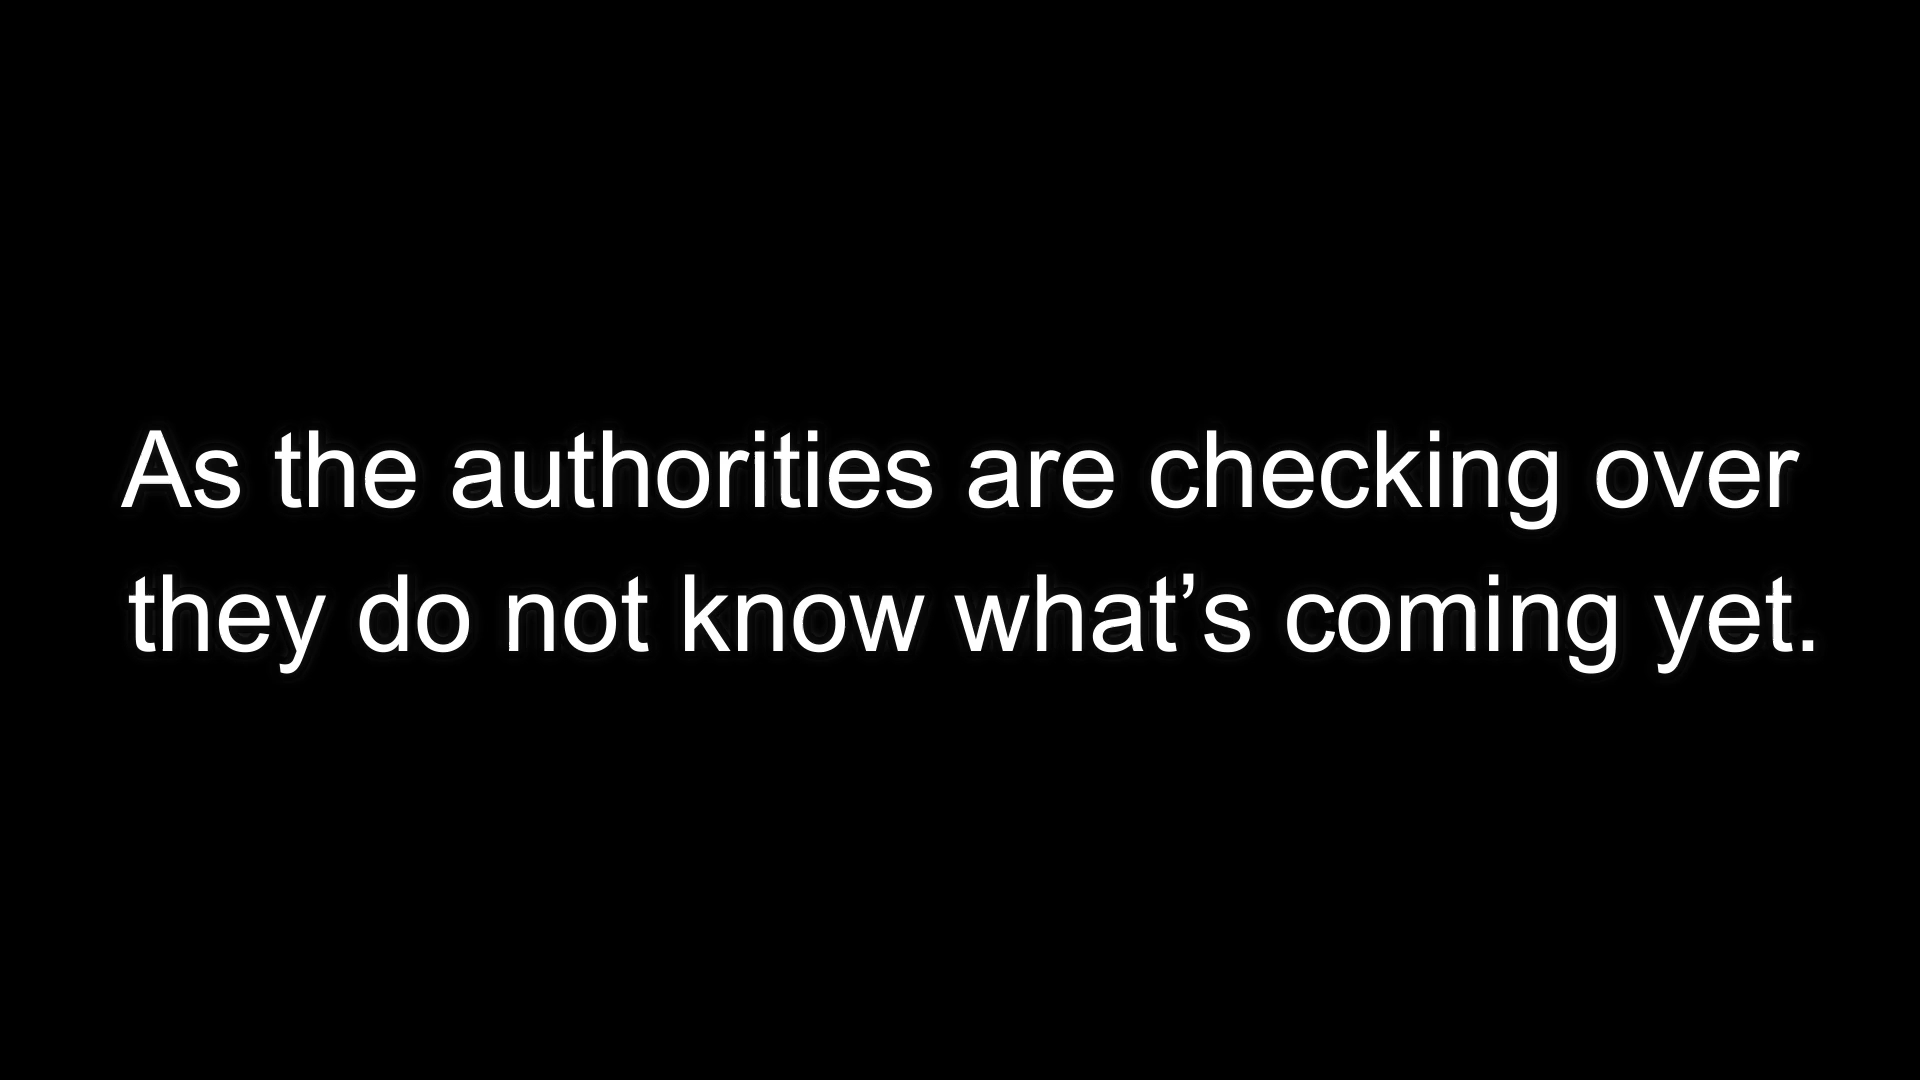 As the authorities are checking over
they do not know what’s coming yet.